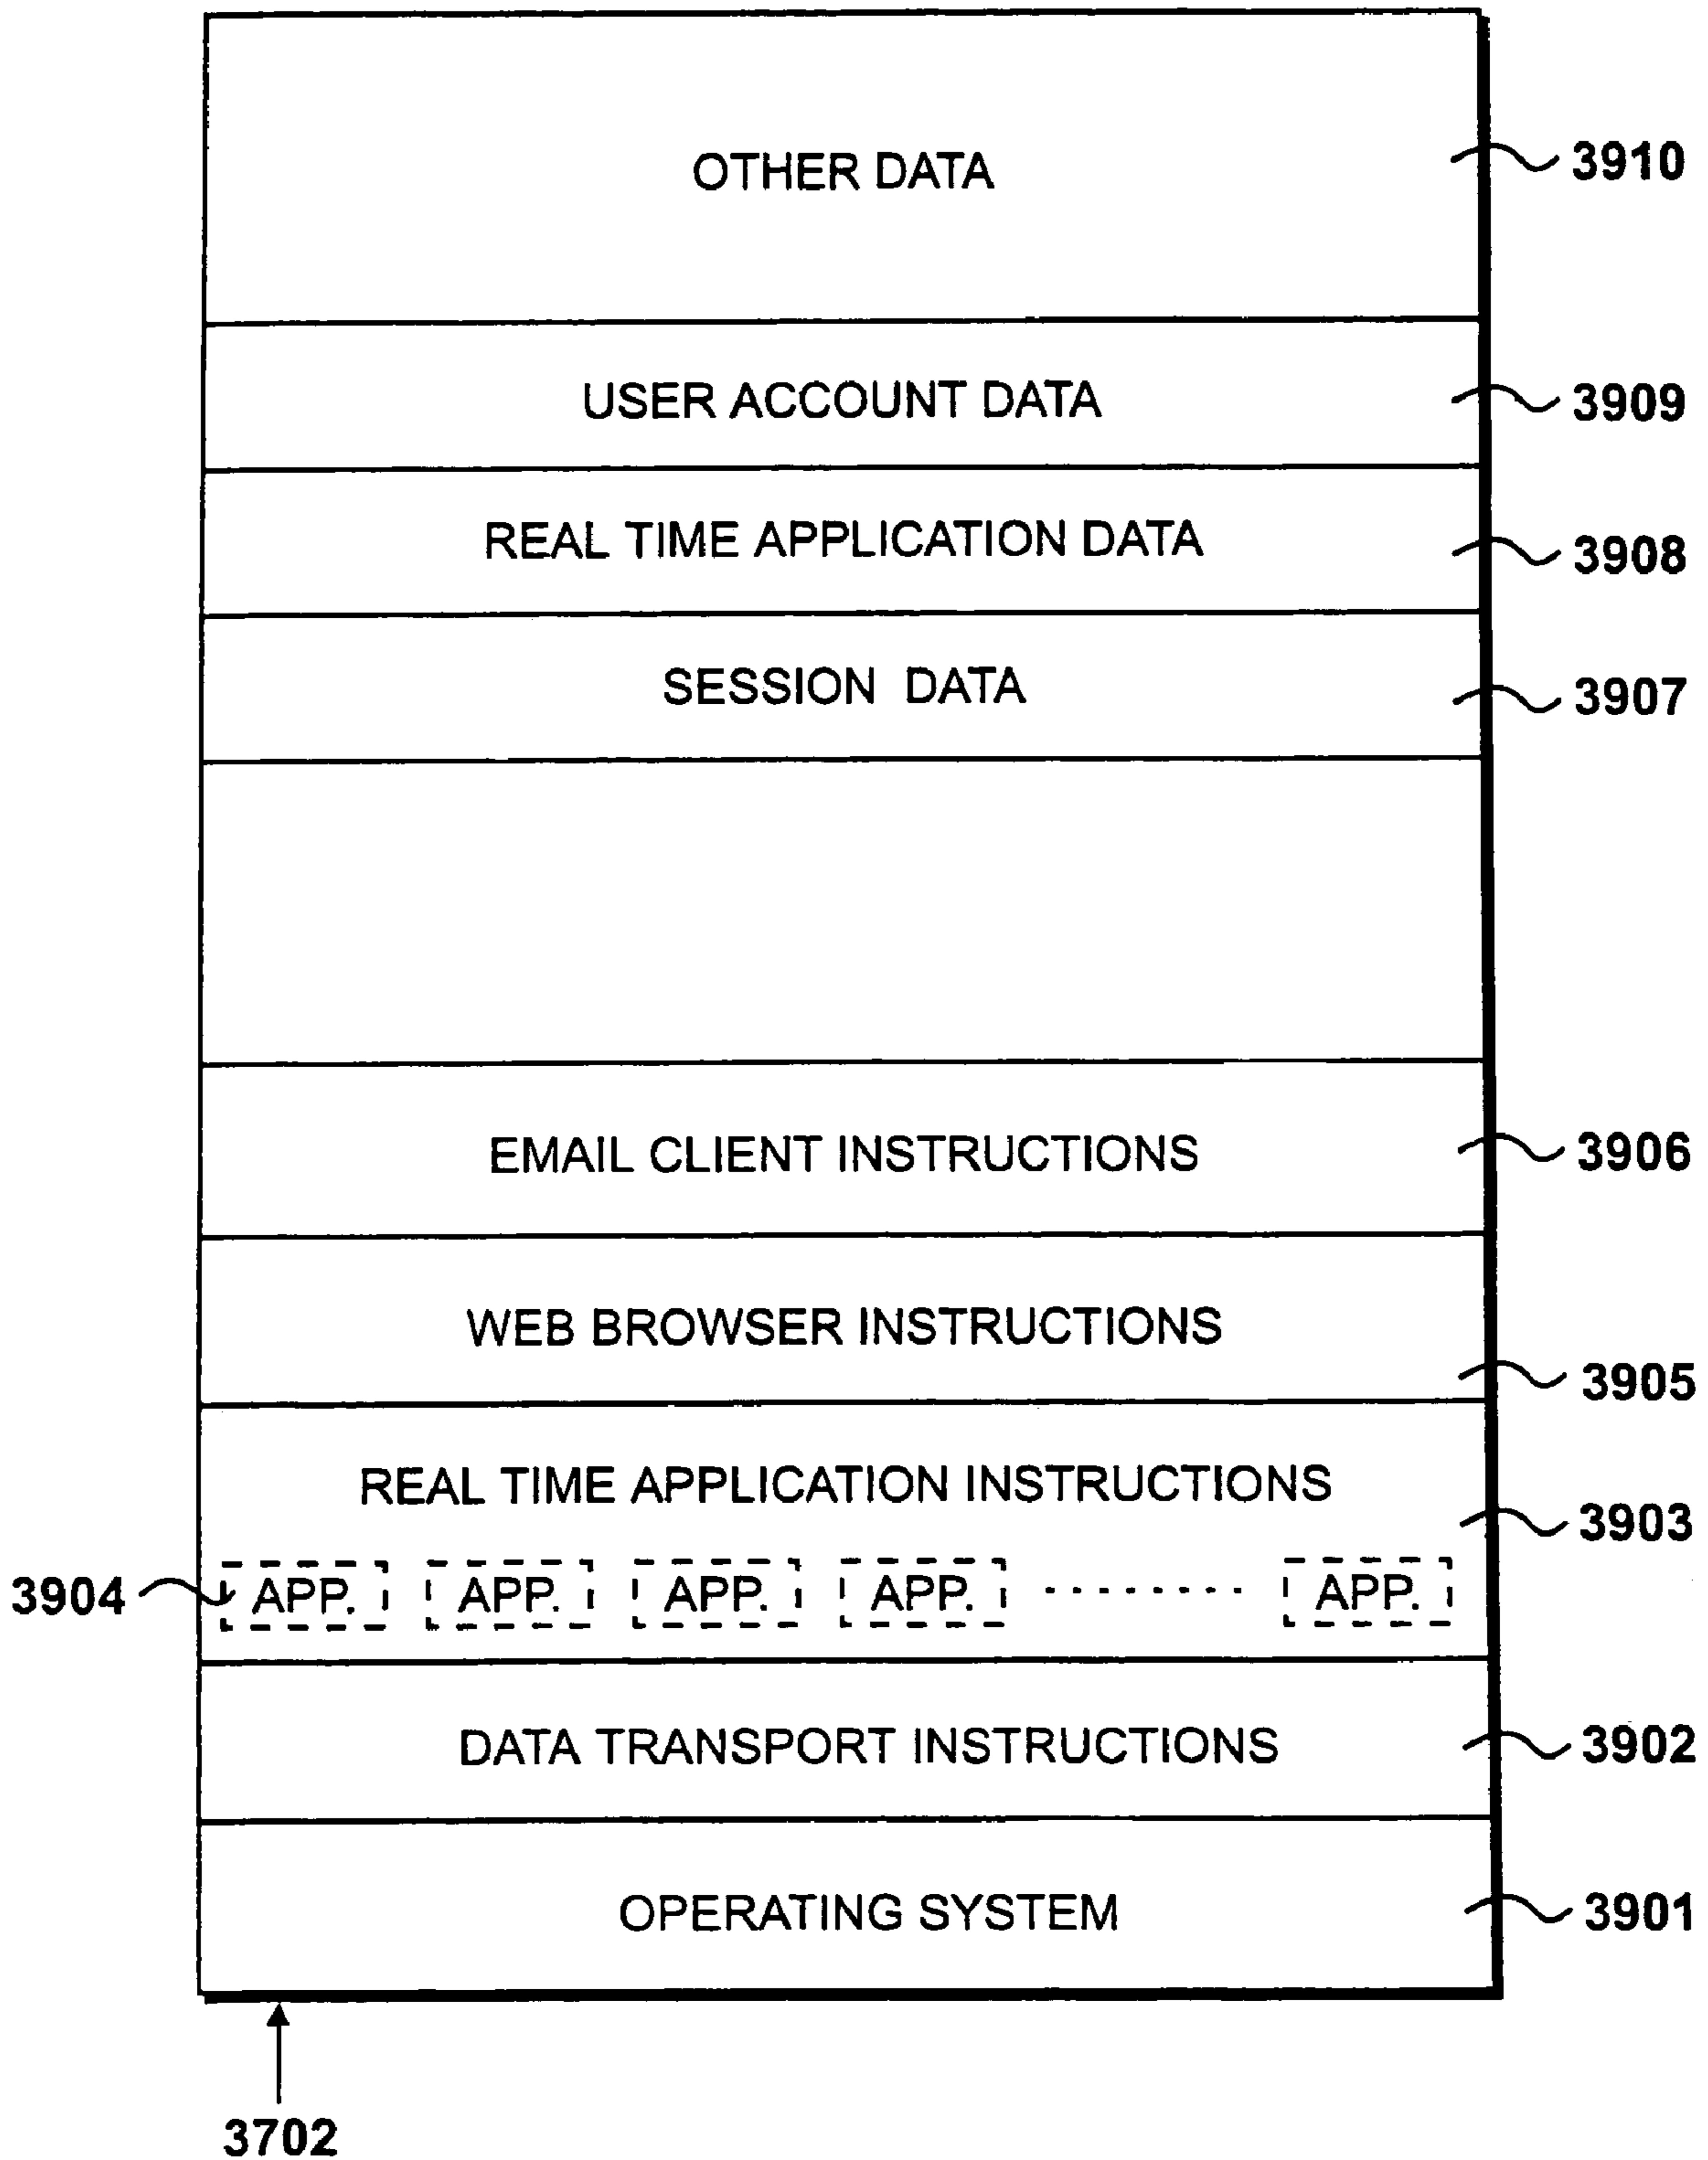 OTHER DATA 3910
USER ACCOUNT DATA 3909
REAL TIME APPLICATION DATA 3908
SESSION DATA 3907
EMAIL CLIENT INSTRUCTIONS 3906
WEB BROWSER INSTRUCTIONS 3905
REAL TIME APPLICATION INSTRUCTIONS 3903
3904 APP. APP. APP. APP. ......... APP.
DATA TRANSPORT INSTRUCTIONS 3902
OPERATING SYSTEM 3901
3702